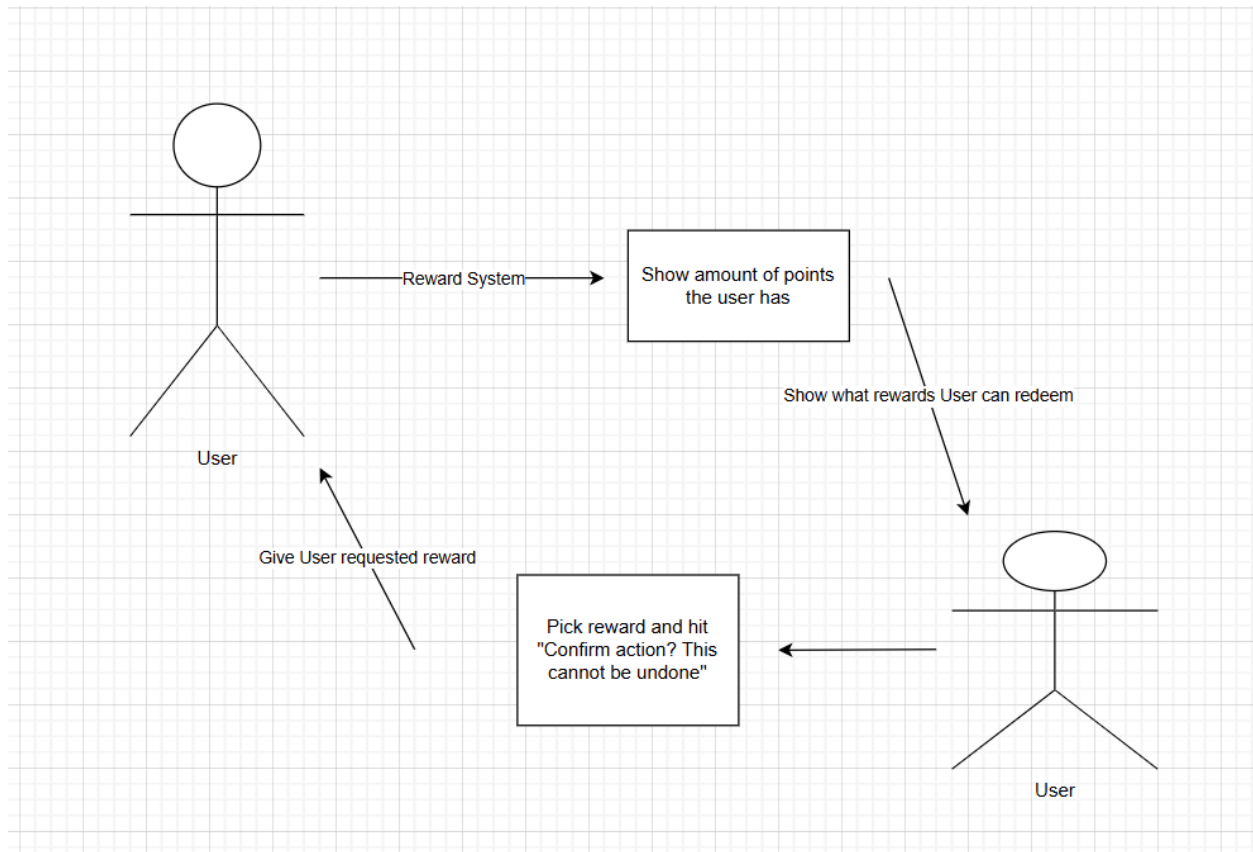 Reward System
Show amount of points
the user has
Show what rewards User can redeem
User
Give User requested reward
Pick reward and hit
"Confirm action? This
cannot be undone"
User